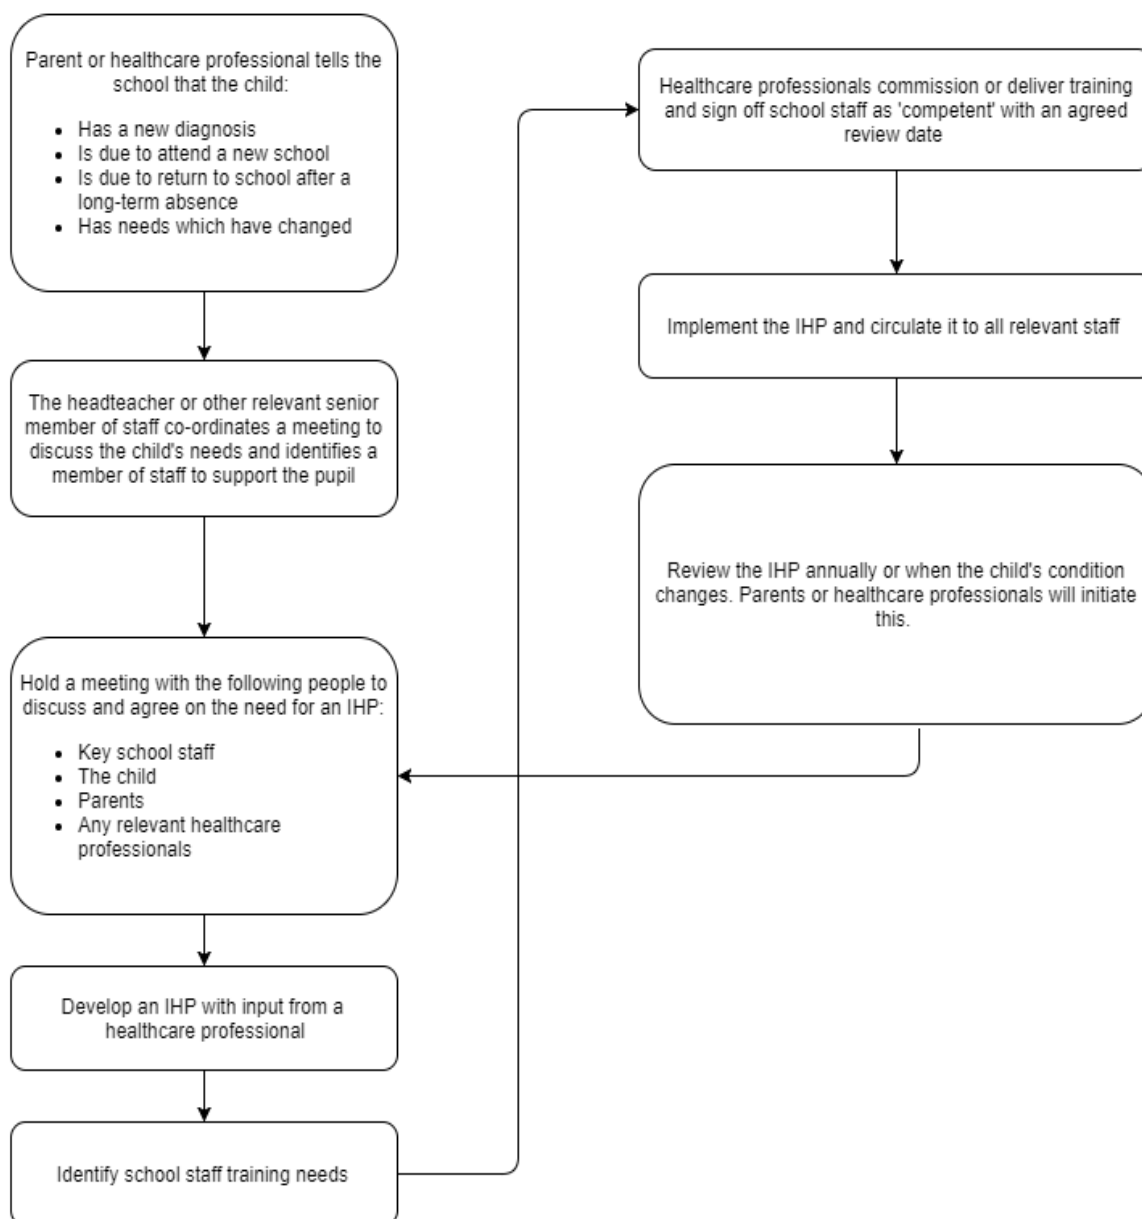 Parent or healthcare professional tells the
school that the child:
• Has a new diagnosis
• Is due to attend a new school
• Is due to return to school after a
long-term absence
• Has needs which have changed
The headteacher or other relevant senior
member of staff co-ordinates a meeting to
discuss the child's needs and identifies a
member of staff to support the pupil
Hold a meeting with the following people to
discuss and agree on the need for an IHP:
• Key school staff
• The child
• Parents
• Any relevant healthcare
professionals
Develop an IHP with input from a
healthcare professional
Identify school staff training needs
Healthcare professionals commission or deliver training
and sign off school staff as 'competent' with an agreed
review date
Implement the IHP and circulate it to all relevant staff
Review the IHP annually or when the child's condition
changes. Parents or healthcare professionals will initiate
this.